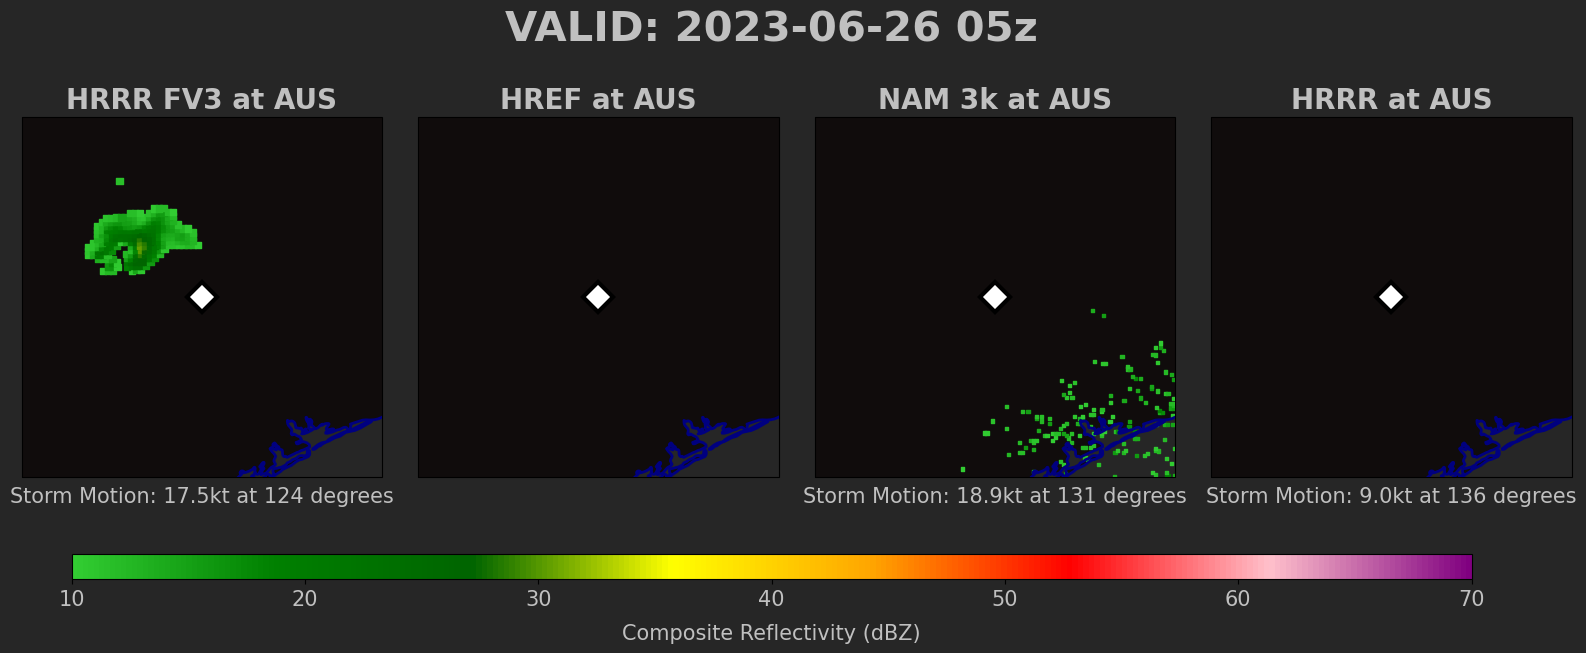 VALID: 2023-06-26 05z
HRRR FV3 at AUS
HREF at AUS
NAM 3k at AUS
HRRR at AUS
Storm Motion: 17.5kt at 124 degrees
Storm Motion: 18.9kt at 131 degrees
Storm Motion: 9.0kt at 136 degrees
10 20 30 40 50 60 70
Composite Reflectivity (dBZ)